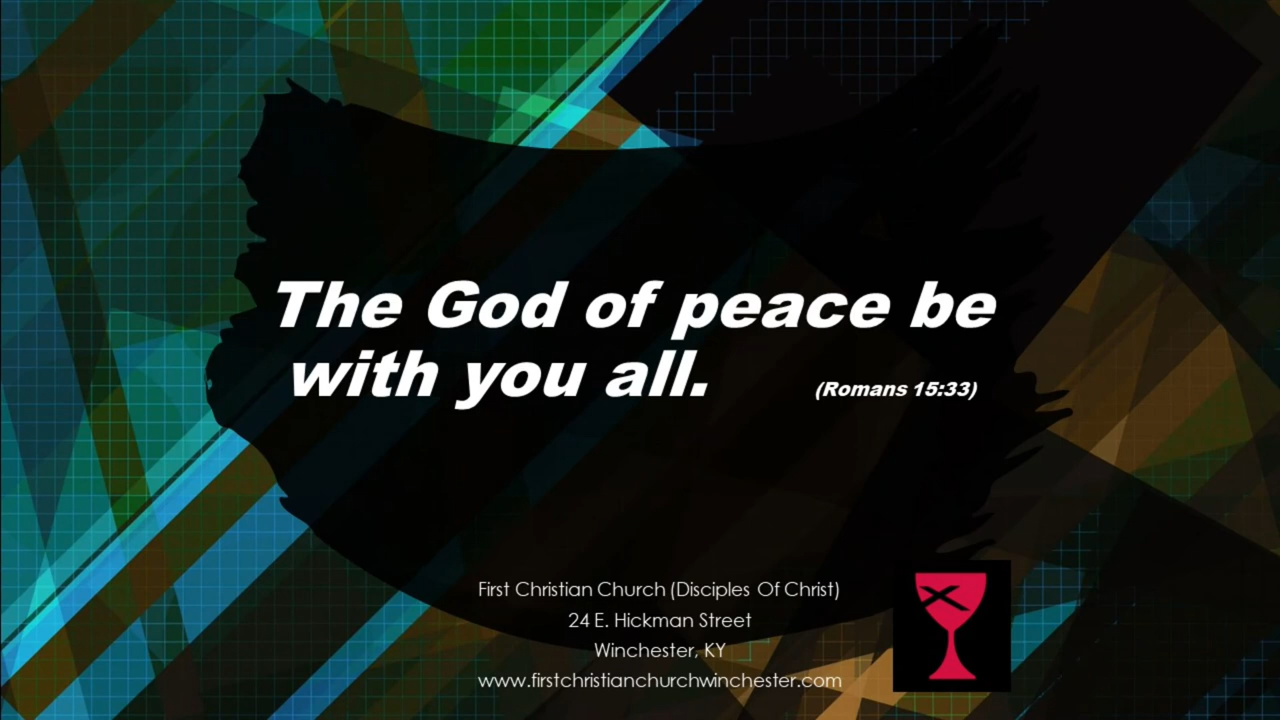 The God of peace be
with you all. (Romans 15:33)
First Christian Church (Disciples Of Christ)
24 E. Hickman Street
Winchester, KY
www.firstchristianchurchwinchester.com